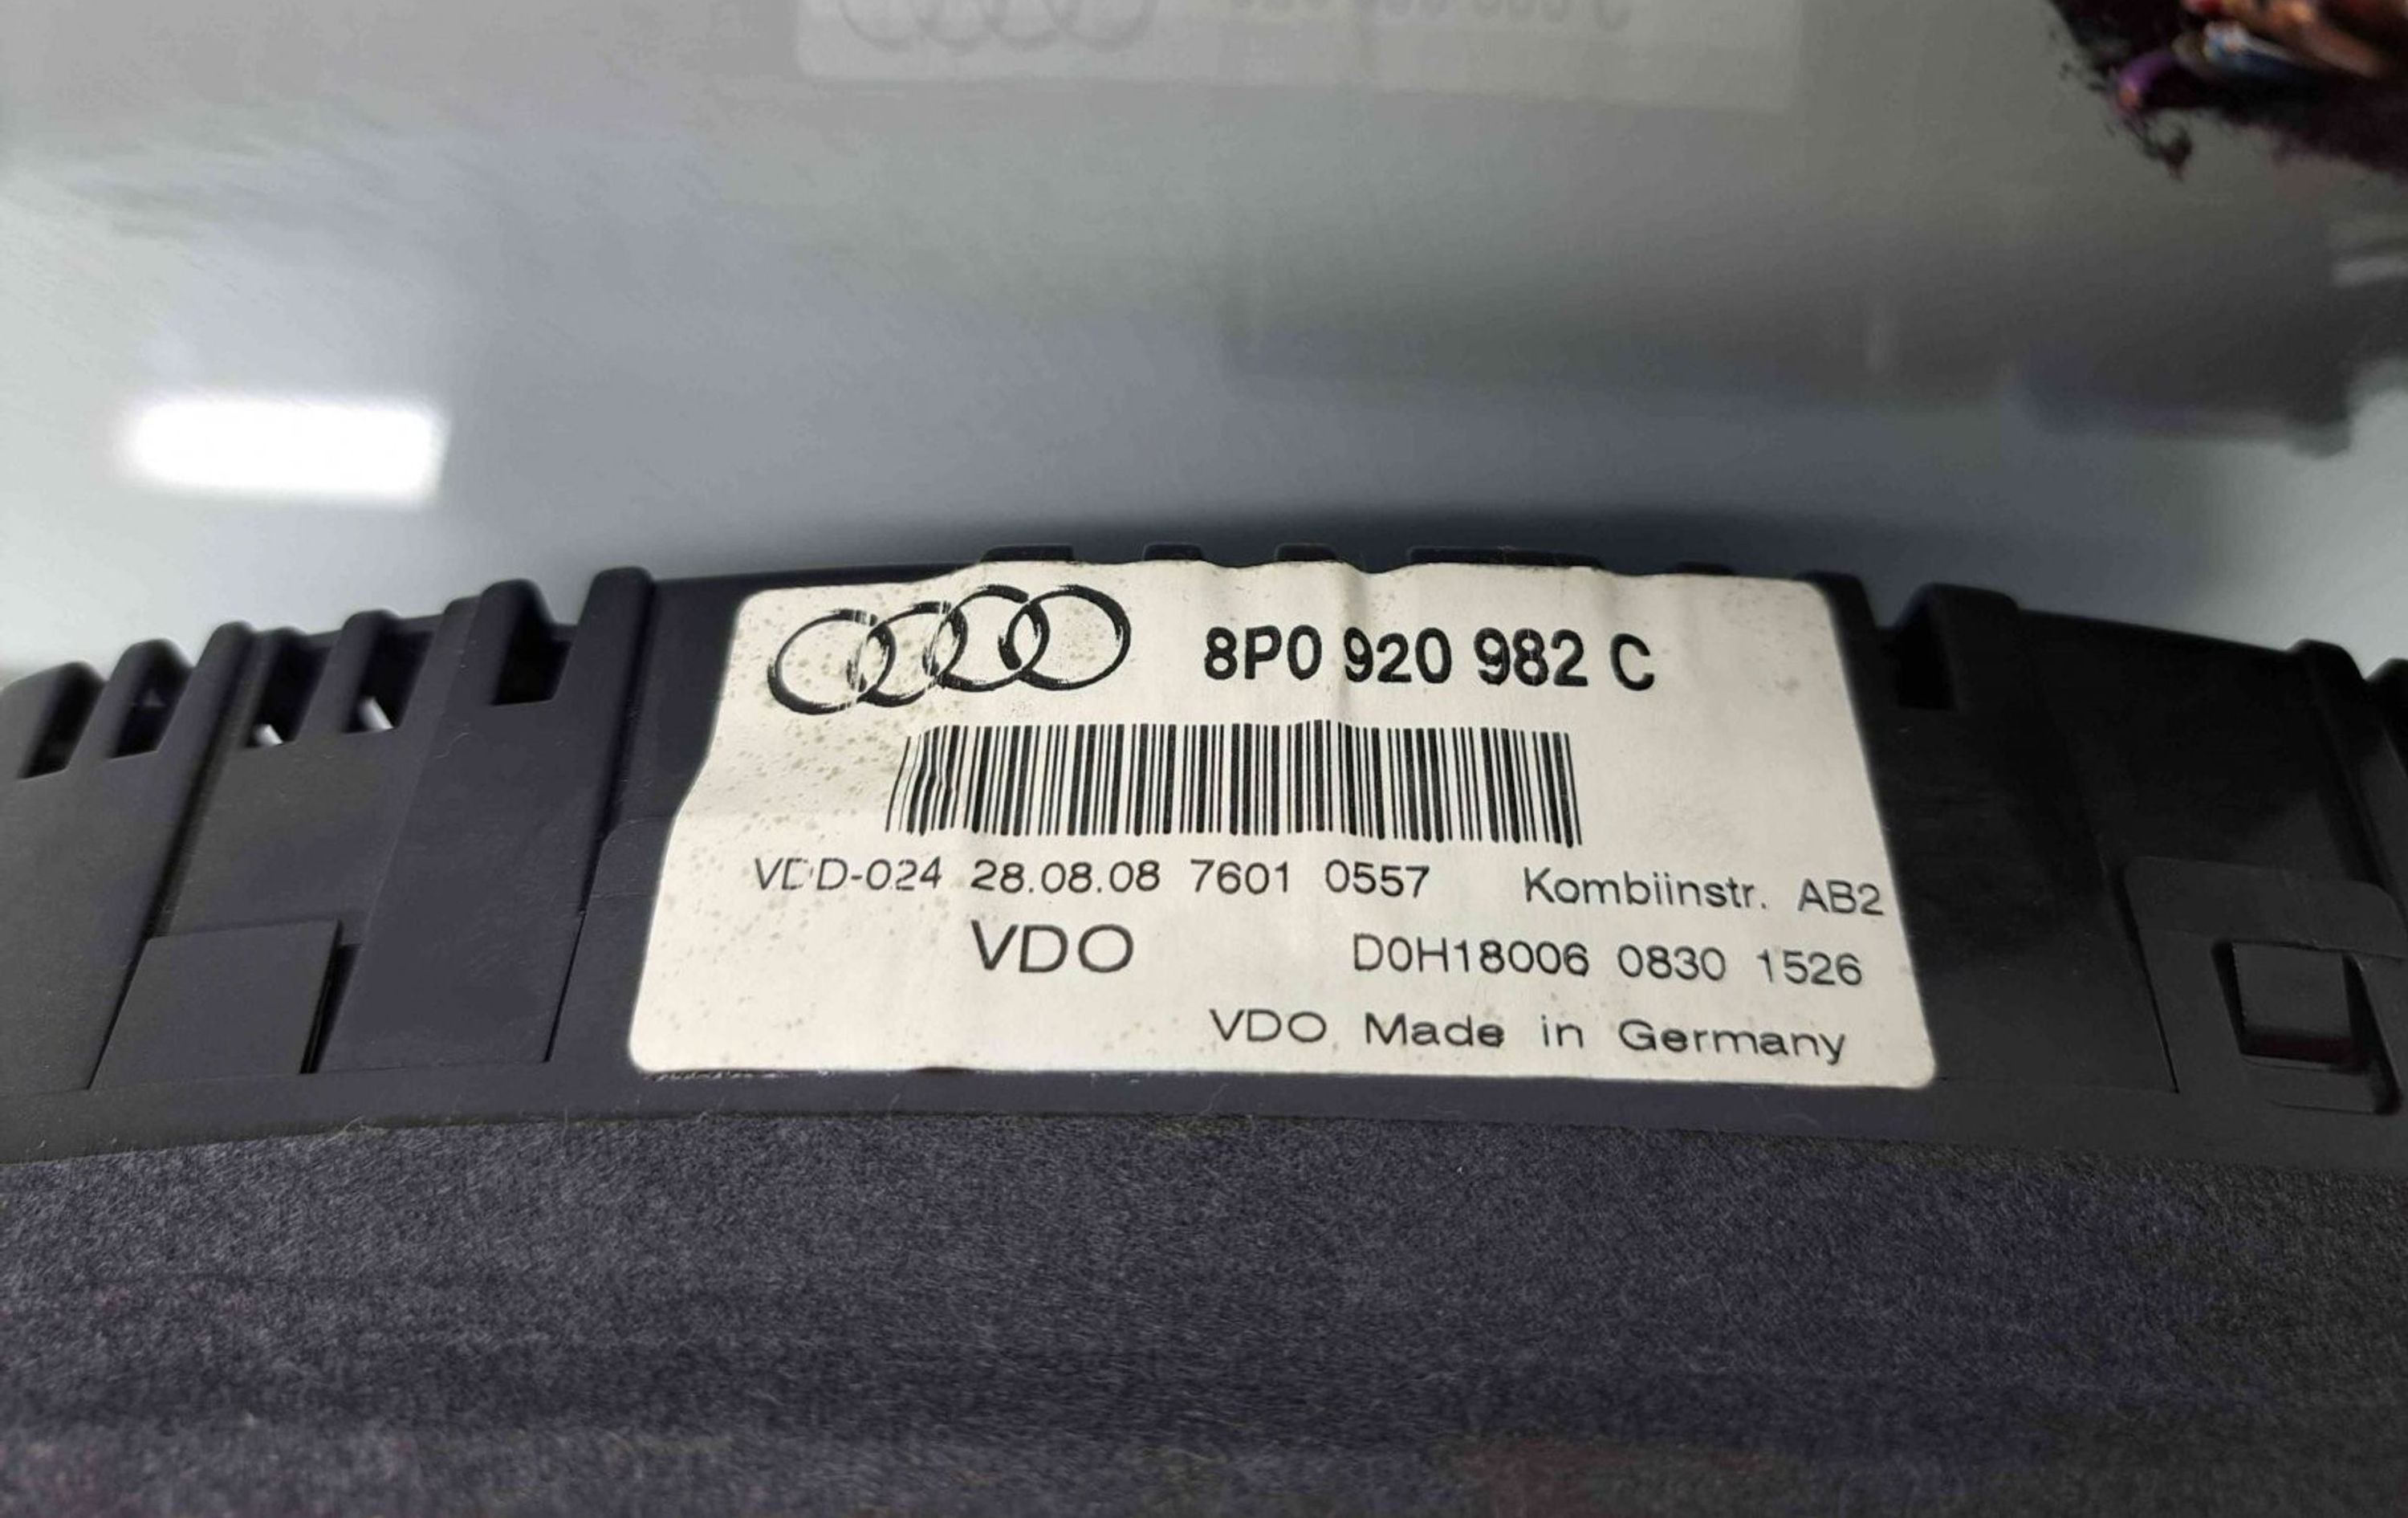 8P0 920 982 C
VDD-024 28.08.08 7601 0557 Kombiinstr. AB2
VDO D0H18006 0830 1526
VDO Made in Germany